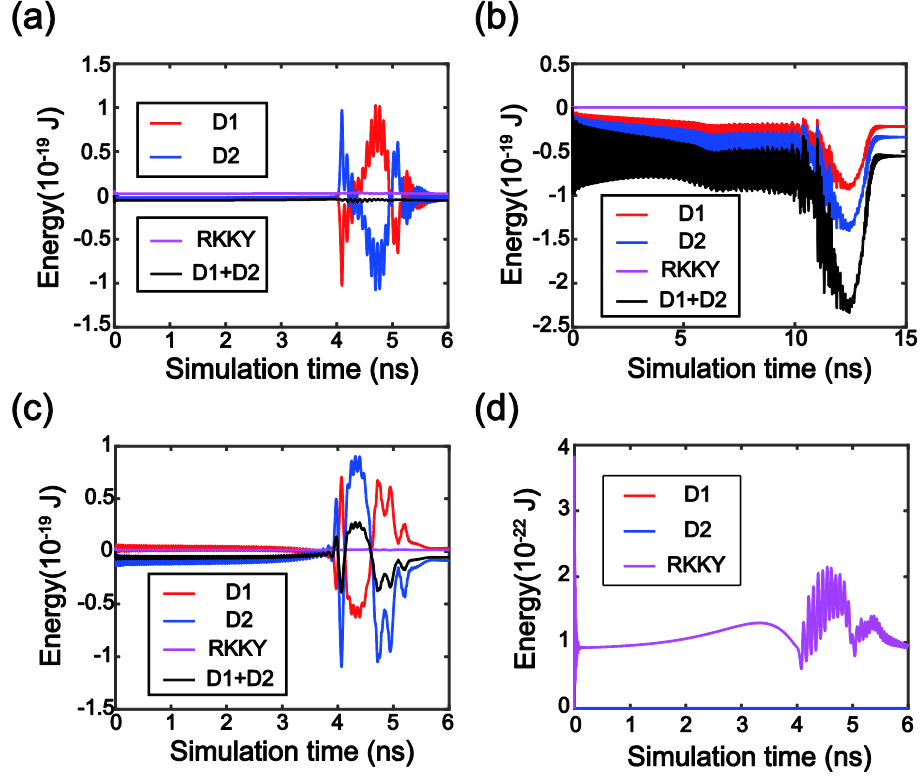 (a)
Energy(10⁻¹⁹ J)
1.5
1
0.5
0
-0.5
-1
-1.5
D1
D2
RKKY
D1+D2
0 1 2 3 4 5 6
Simulation time (ns)
(b)
Energy(10⁻¹⁹ J)
0.5
0
-0.5
-1
-1.5
-2
-2.5
D1
D2
RKKY
D1+D2
0 5 10 15
Simulation time (ns)
(c)
Energy(10⁻¹⁹ J)
1
0.5
0
-0.5
-1
-1.5
D1
D2
RKKY
D1+D2
0 1 2 3 4 5 6
Simulation time (ns)
(d)
Energy(10⁻²² J)
4
3
2
1
0
D1
D2
RKKY
0 1 2 3 4 5 6
Simulation time (ns)